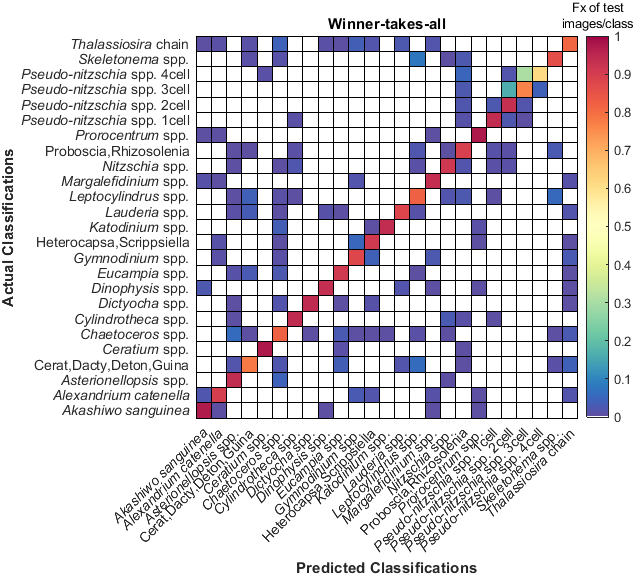 Winner-takes-all
Fx of test
images/class
Thalassiosira chain
Skeletonema spp.
Pseudo-nitzschia spp. 4cell
Pseudo-nitzschia spp. 3cell
Pseudo-nitzschia spp. 2cell
Pseudo-nitzschia spp. 1cell
Prorocentrum spp.
Proboscia,Rhizosolenia
Nitzschia spp.
Margalefidinium spp.
Leptocylindrus spp.
Lauderia spp.
Katodinium spp.
Heterocapsa,Scrippsiella
Gymnodinium spp.
Eucampia spp.
Dinophysis spp.
Dictyocha spp.
Cylindrotheca spp.
Chaetoceros spp.
Ceratium spp.
Cerat,Dacty,Deton,Guina
Asterionellopsis spp.
Alexandrium catenella
Akashiwo sanguinea
Actual Classifications
1
0.9
0.8
0.7
0.6
0.5
0.4
0.3
0.2
0.1
0
Akashiwo sanguinea
Alexandrium catenella
Asterionellopsis spp.
Cerat,Dacty,Deton,Guina
Ceratium spp.
Chaetoceros spp.
Cylindrotheca spp.
Dictyocha spp.
Dinophysis spp.
Eucampia spp.
Gymnodinium spp.
Heterocapsa,Scrippsiella
Katodinium spp.
Lauderia spp.
Leptocylindrus spp.
Margalefidinium spp.
Nitzschia spp.
Proboscia,Rhizosolenia
Prorocentrum spp.
Pseudo-nitzschia spp. 1cell
Pseudo-nitzschia spp. 2cell
Pseudo-nitzschia spp. 3cell
Pseudo-nitzschia spp. 4cell
Skeletonema spp.
Thalassiosira chain
Predicted Classifications